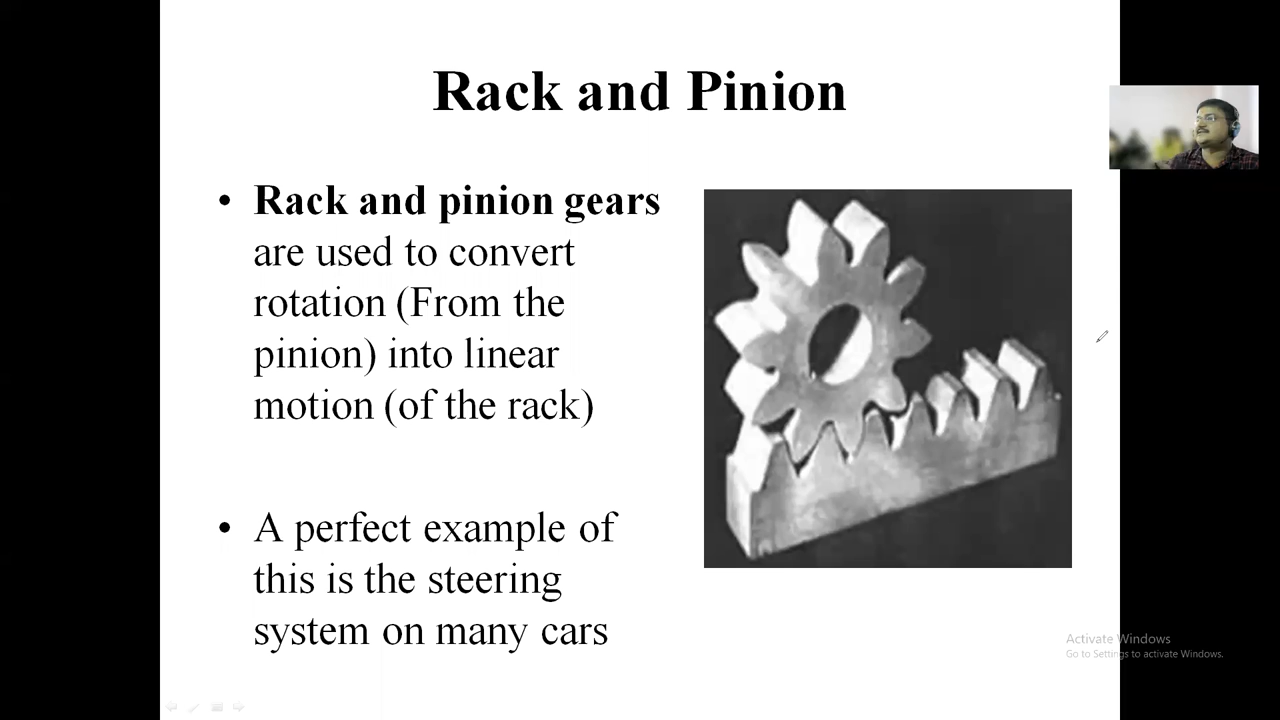 Rack and Pinion
• Rack and pinion gears
are used to convert
rotation (From the
pinion) into linear
motion (of the rack)
• A perfect example of
this is the steering
system on many cars
Activate Windows
Go to Settings to activate Windows.